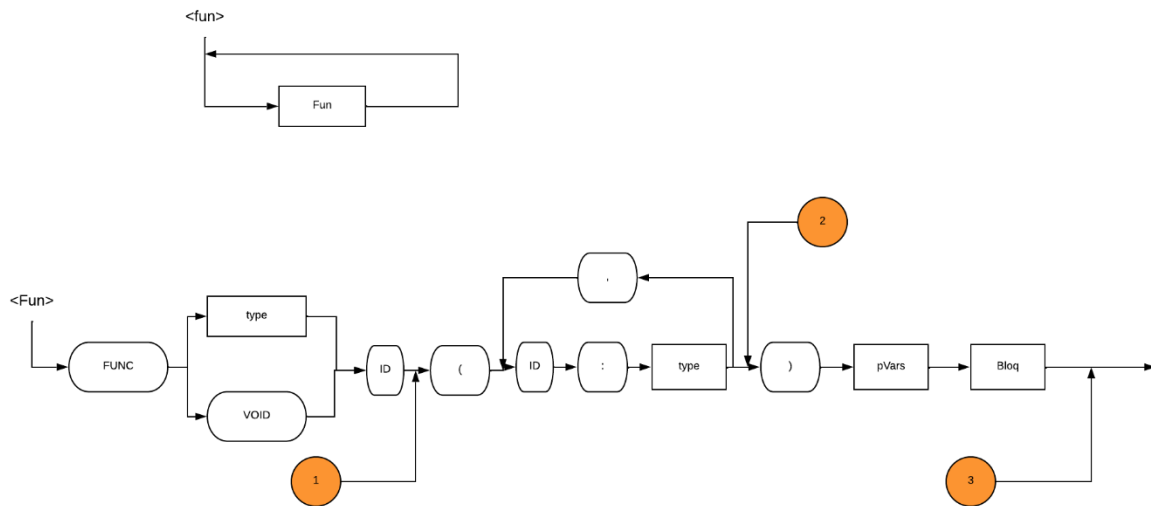 <fun>
Fun
2
,
<Fun>
type
FUNC
ID
(
ID
:
type
)
pVars
Bloq
VOID
1
3